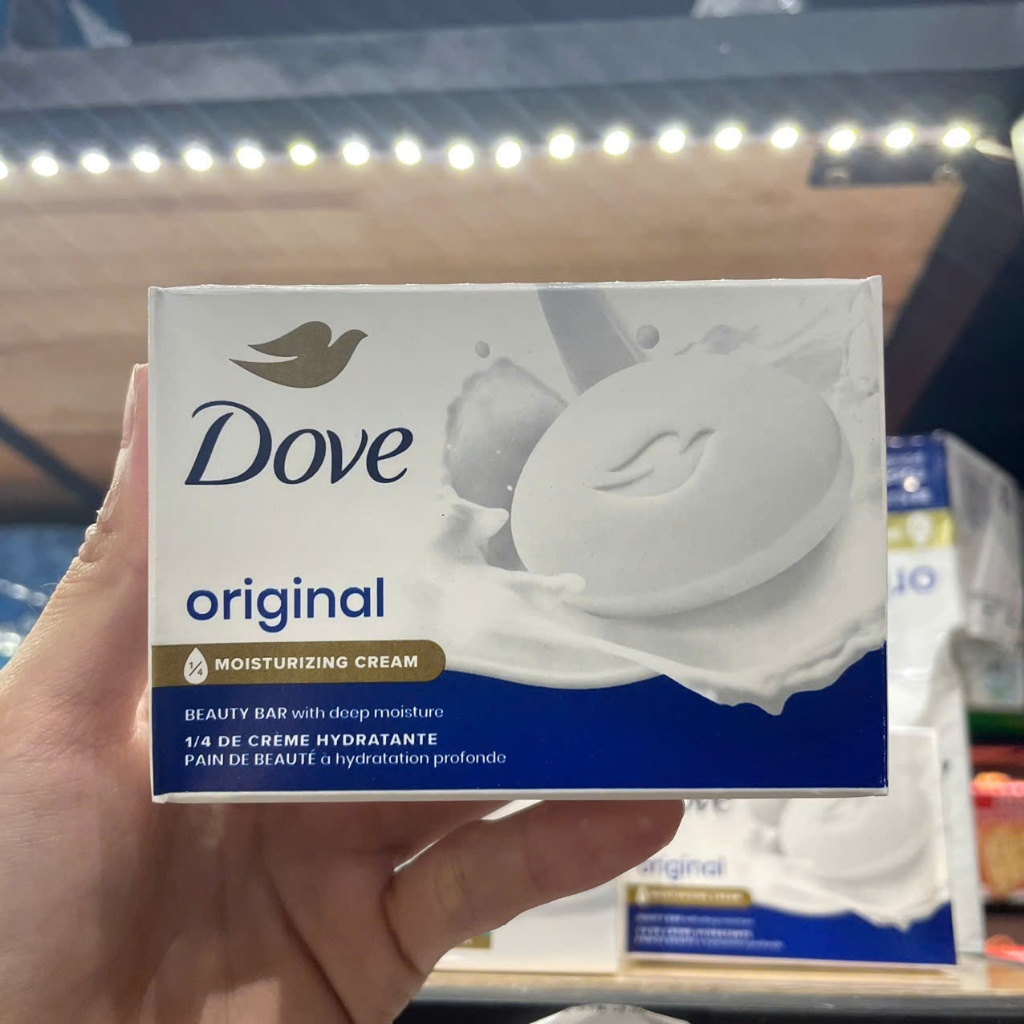 Dove
original
1/4 MOISTURIZING CREAM
BEAUTY BAR with deep moisture
1/4 DE CRÈME HYDRATANTE
PAIN DE BEAUTÉ à hydratation profonde
original